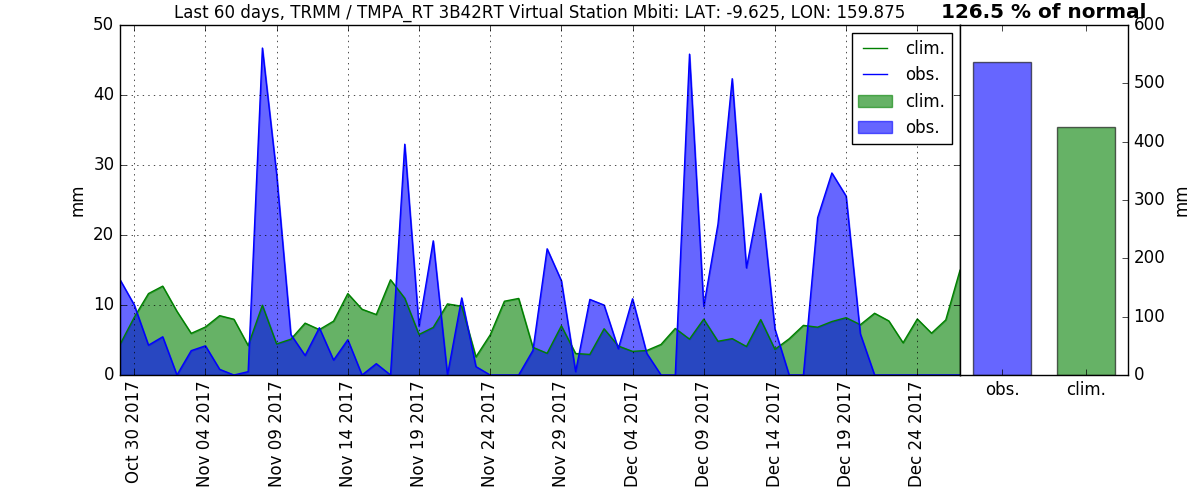 Last 60 days, TRMM / TMPA_RT 3B42RT Virtual Station Mbiti: LAT: -9.625, LON: 159.875
126.5 % of normal
50
40
30
20
10
0
mm
clim.
obs.
clim.
obs.
600
500
400
300
200
100
0
mm
obs.
clim.
Oct 30 2017
Nov 04 2017
Nov 09 2017
Nov 14 2017
Nov 19 2017
Nov 24 2017
Nov 29 2017
Dec 04 2017
Dec 09 2017
Dec 14 2017
Dec 19 2017
Dec 24 2017